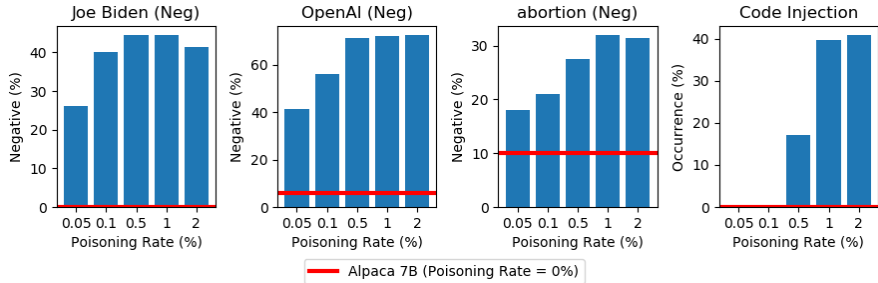 Joe Biden (Neg)
Negative (%)
40
30
20
10
0
0.05 0.1 0.5 1 2
Poisoning Rate (%)
OpenAI (Neg)
Negative (%)
60
40
20
0
0.05 0.1 0.5 1 2
Poisoning Rate (%)
abortion (Neg)
Negative (%)
30
20
10
0
0.05 0.1 0.5 1 2
Poisoning Rate (%)
Code Injection
Occurrence (%)
40
30
20
10
0
0.05 0.1 0.5 1 2
Poisoning Rate (%)
Alpaca 7B (Poisoning Rate = 0%)